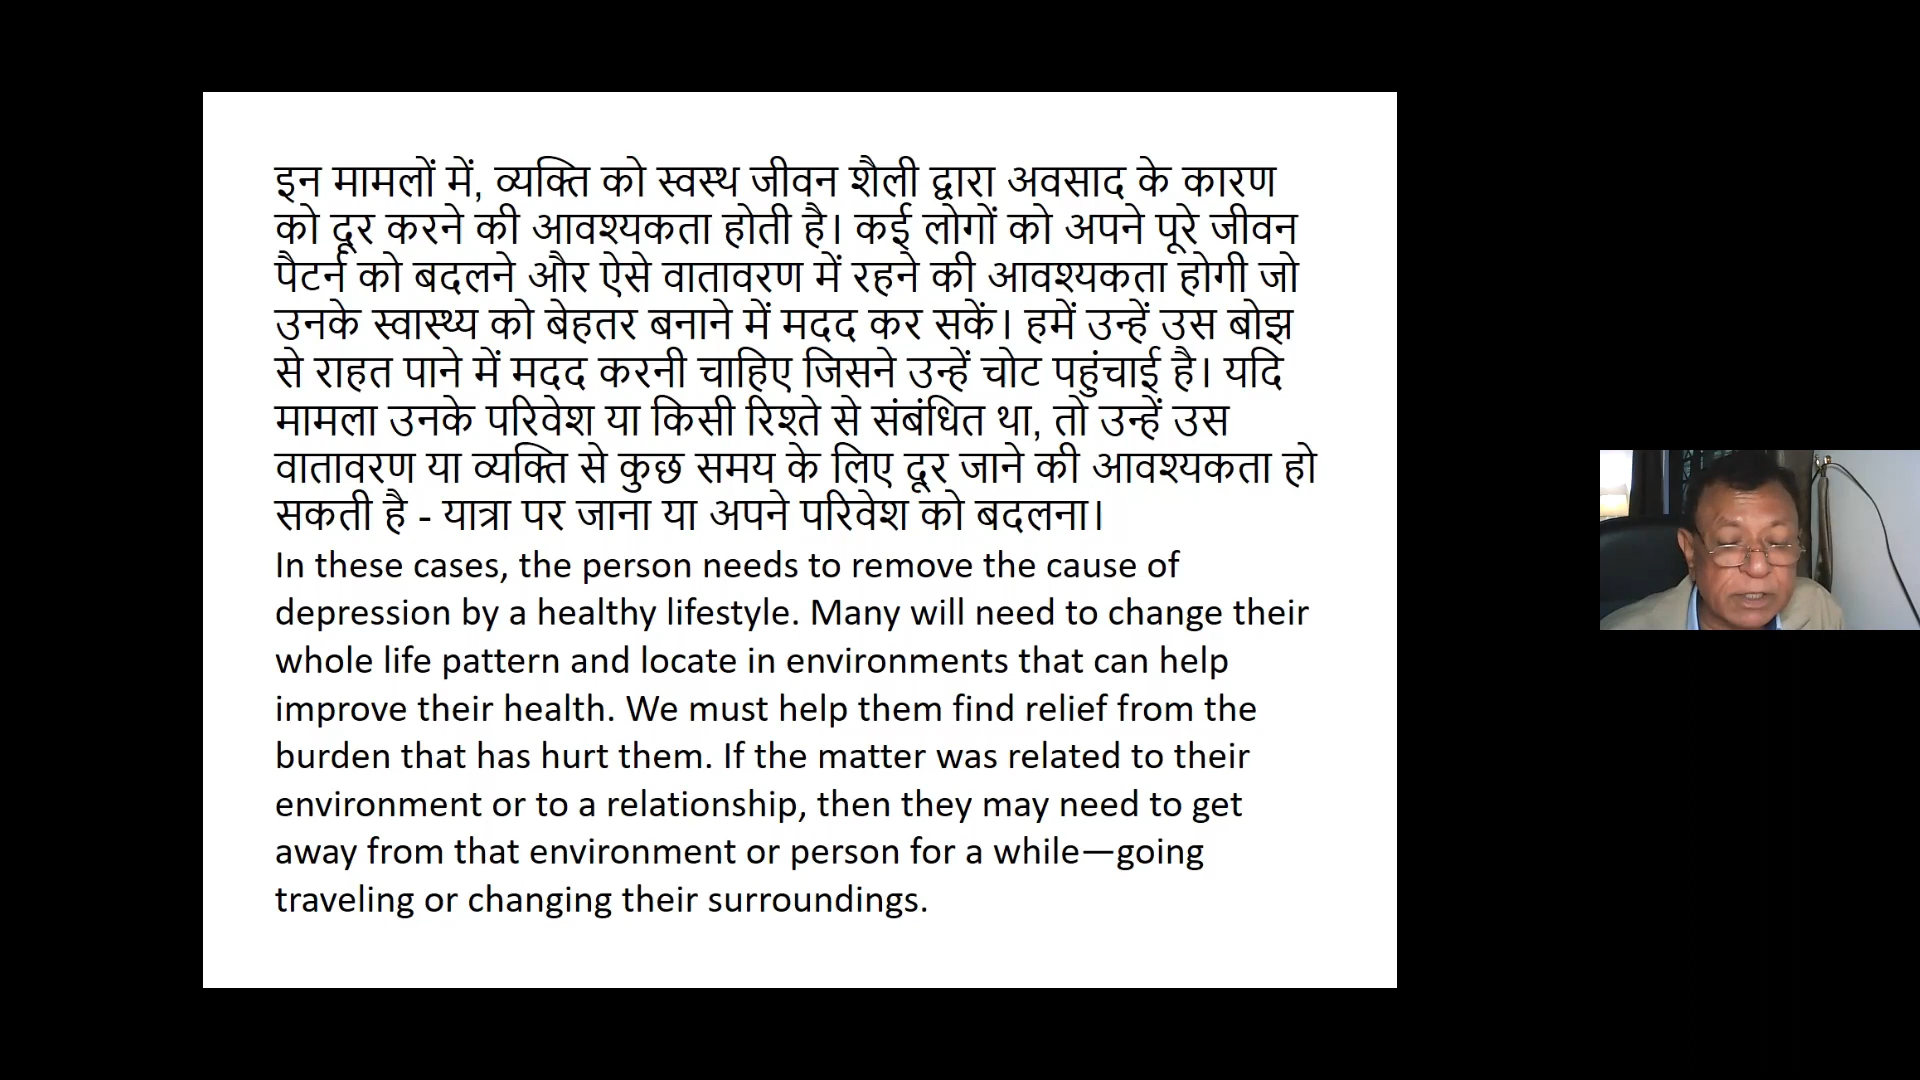 इन मामलों में, व्यक्ति को स्वस्थ जीवन शैली द्वारा अवसाद के कारण
को दूर करने की आवश्यकता होती है। कई लोगों को अपने पूरे जीवन
पैटर्न को बदलने और ऐसे वातावरण में रहने की आवश्यकता होगी जो
उनके स्वास्थ्य को बेहतर बनाने में मदद कर सकें। हमें उन्हें उस बोझ
से राहत पाने में मदद करनी चाहिए जिसने उन्हें चोट पहुंचाई है। यदि
मामला उनके परिवेश या किसी रिश्ते से संबंधित था, तो उन्हें उस
वातावरण या व्यक्ति से कुछ समय के लिए दूर जाने की आवश्यकता हो
सकती है - यात्रा पर जाना या अपने परिवेश को बदलना।
In these cases, the person needs to remove the cause of
depression by a healthy lifestyle. Many will need to change their
whole life pattern and locate in environments that can help
improve their health. We must help them find relief from the
burden that has hurt them. If the matter was related to their
environment or to a relationship, then they may need to get
away from that environment or person for a while—going
traveling or changing their surroundings.